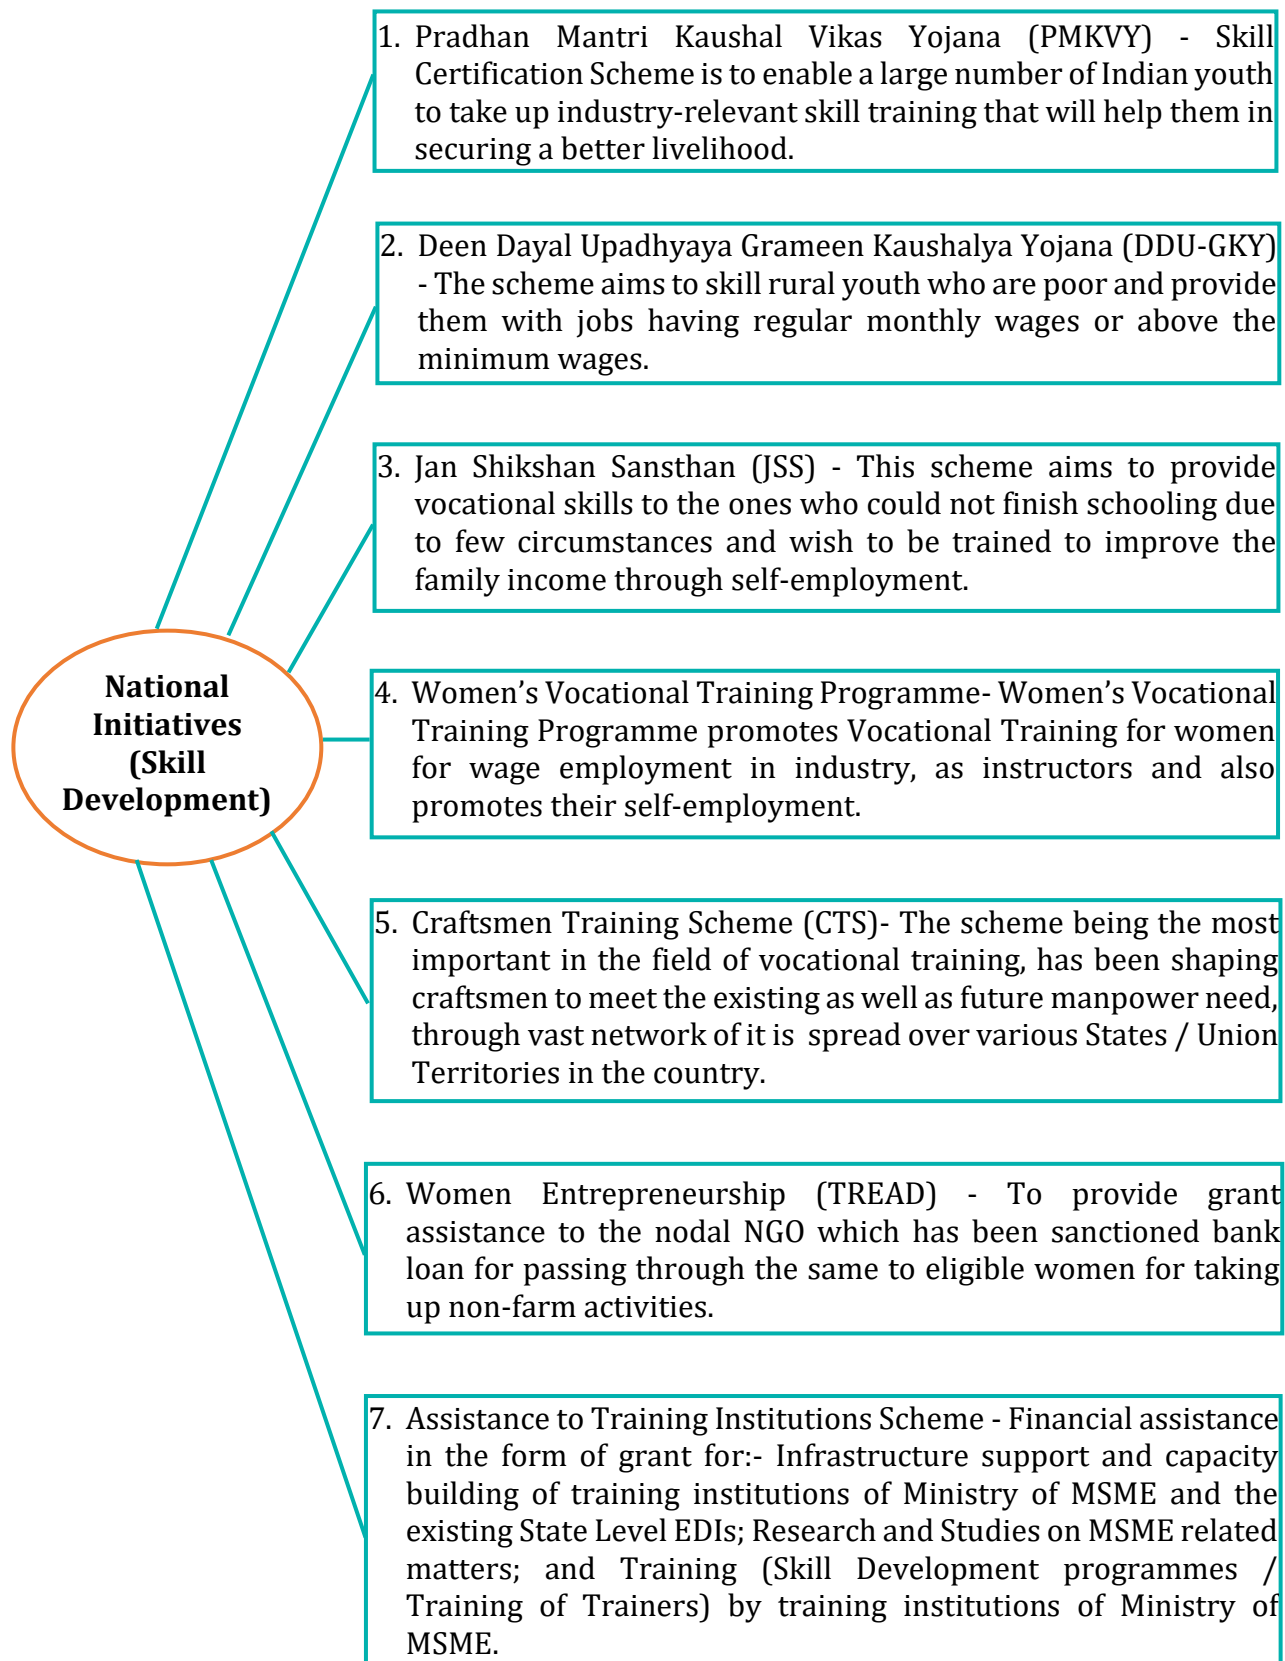 1. Pradhan Mantri Kaushal Vikas Yojana (PMKVY) - Skill
Certification Scheme is to enable a large number of Indian youth
to take up industry-relevant skill training that will help them in
securing a better livelihood.
2. Deen Dayal Upadhyaya Grameen Kaushalya Yojana (DDU-GKY)
- The scheme aims to skill rural youth who are poor and provide
them with jobs having regular monthly wages or above the
minimum wages.
3. Jan Shikshan Sansthan (JSS) - This scheme aims to provide
vocational skills to the ones who could not finish schooling due
to few circumstances and wish to be trained to improve the
family income through self-employment.
National
Initiatives
(Skill
Development)
4. Women’s Vocational Training Programme- Women’s Vocational
Training Programme promotes Vocational Training for women
for wage employment in industry, as instructors and also
promotes their self-employment.
5. Craftsmen Training Scheme (CTS)- The scheme being the most
important in the field of vocational training, has been shaping
craftsmen to meet the existing as well as future manpower need,
through vast network of it is spread over various States / Union
Territories in the country.
6. Women Entrepreneurship (TREAD) - To provide grant
assistance to the nodal NGO which has been sanctioned bank
loan for passing through the same to eligible women for taking
up non-farm activities.
7. Assistance to Training Institutions Scheme - Financial assistance
in the form of grant for:- Infrastructure support and capacity
building of training institutions of Ministry of MSME and the
existing State Level EDIs; Research and Studies on MSME related
matters; and Training (Skill Development programmes /
Training of Trainers) by training institutions of Ministry of
MSME.